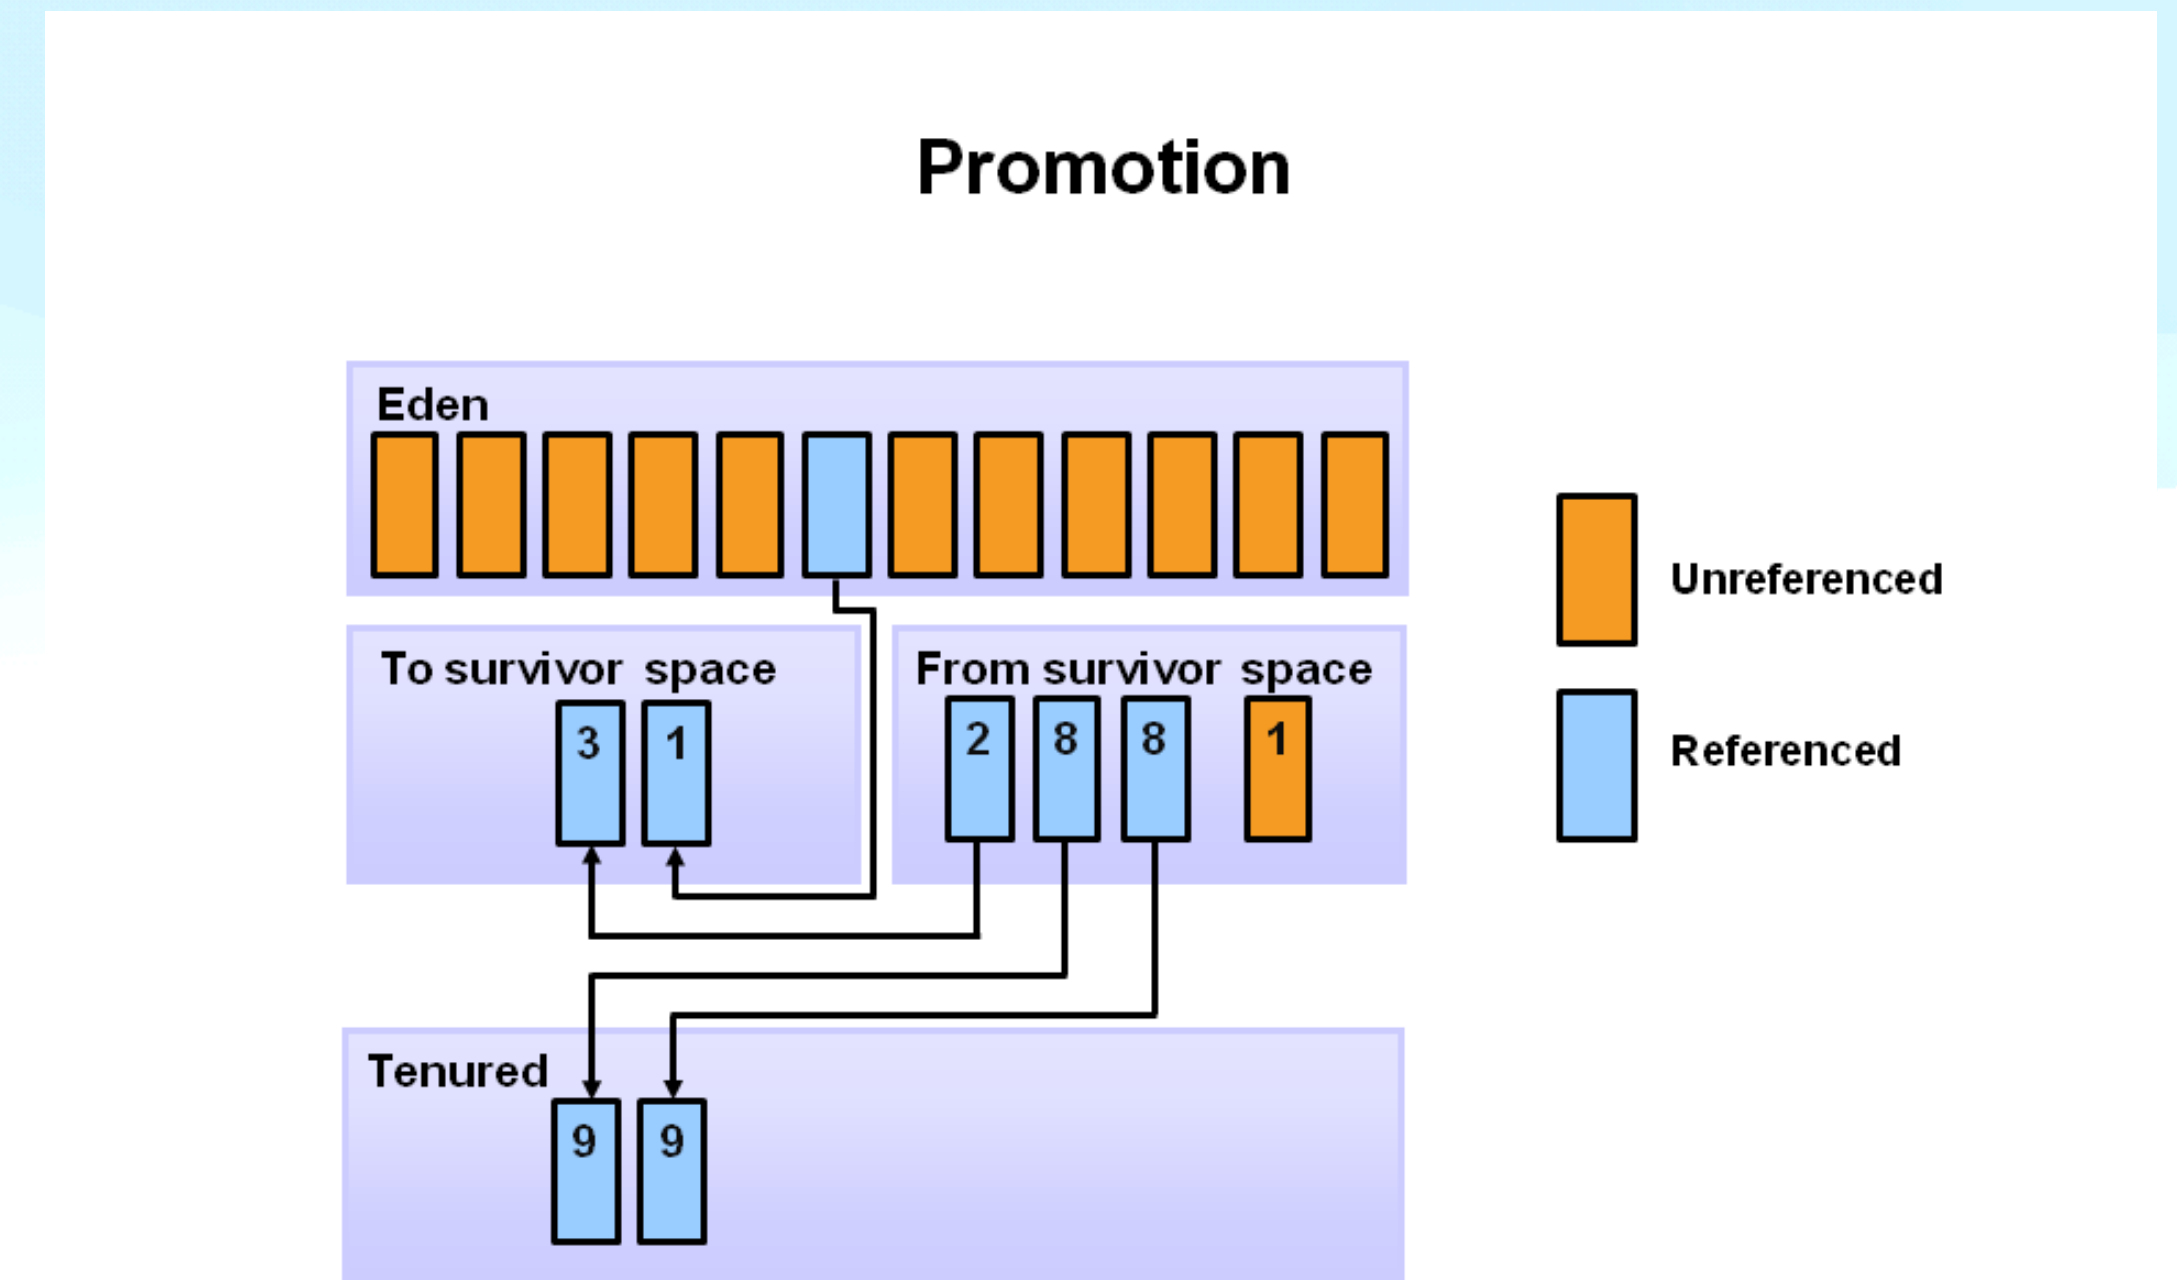 Promotion
Eden
Unreferenced
To survivor space
From survivor space
3 1
2 8 8 1
Referenced
Tenured
9 9